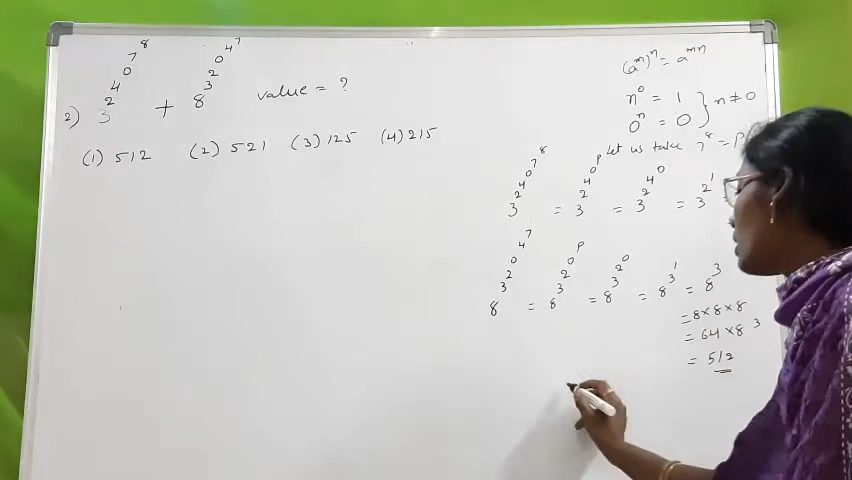 2) 3^{2^{4^{0^{7^{8}}}}} + 8^{3^{2^{0^{4^{7}}}}} value = ?
(1) 512 (2) 521 (3) 125 (4) 215
(a^m)^n = a^{mn}
n^0 = 1 } n ≠ 0
0^n = 0
Let us take 7^8 = P
3^{2^{4^{0^{7^{8}}}}} = 3^{2^{4^{0^{P}}}} = 3^{2^{4^{0}}} = 3^{2^{1}}
8^{3^{2^{0^{4^{7}}}}} = 8^{3^{2^{0^{P}}}} = 8^{3^{2^{0}}} = 8^{3^{1}} = 8^3
= 8×8×8
= 64×8 3
= 512